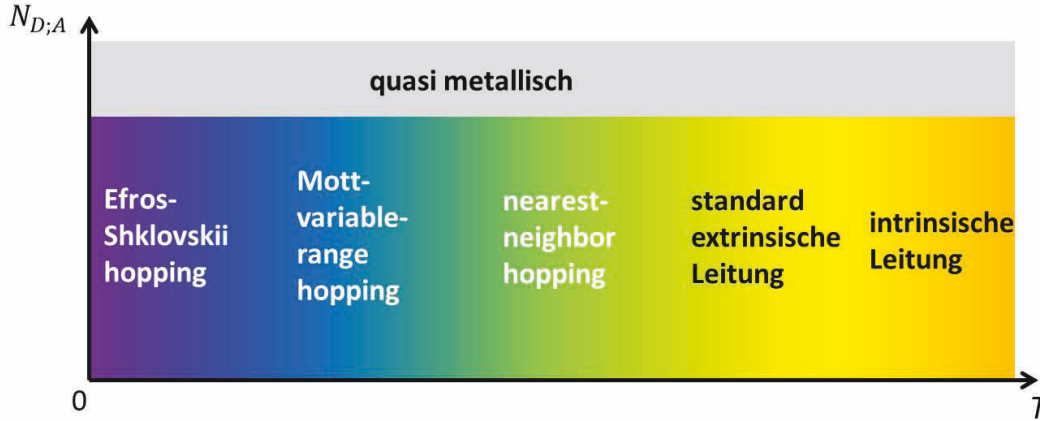 N_{D;A}
quasi metallisch
Efros-
Shklovskii
hopping
Mott-
variable-
range
hopping
nearest-
neighbor
hopping
standard
extrinsische
Leitung
intrinsische
Leitung
0
T